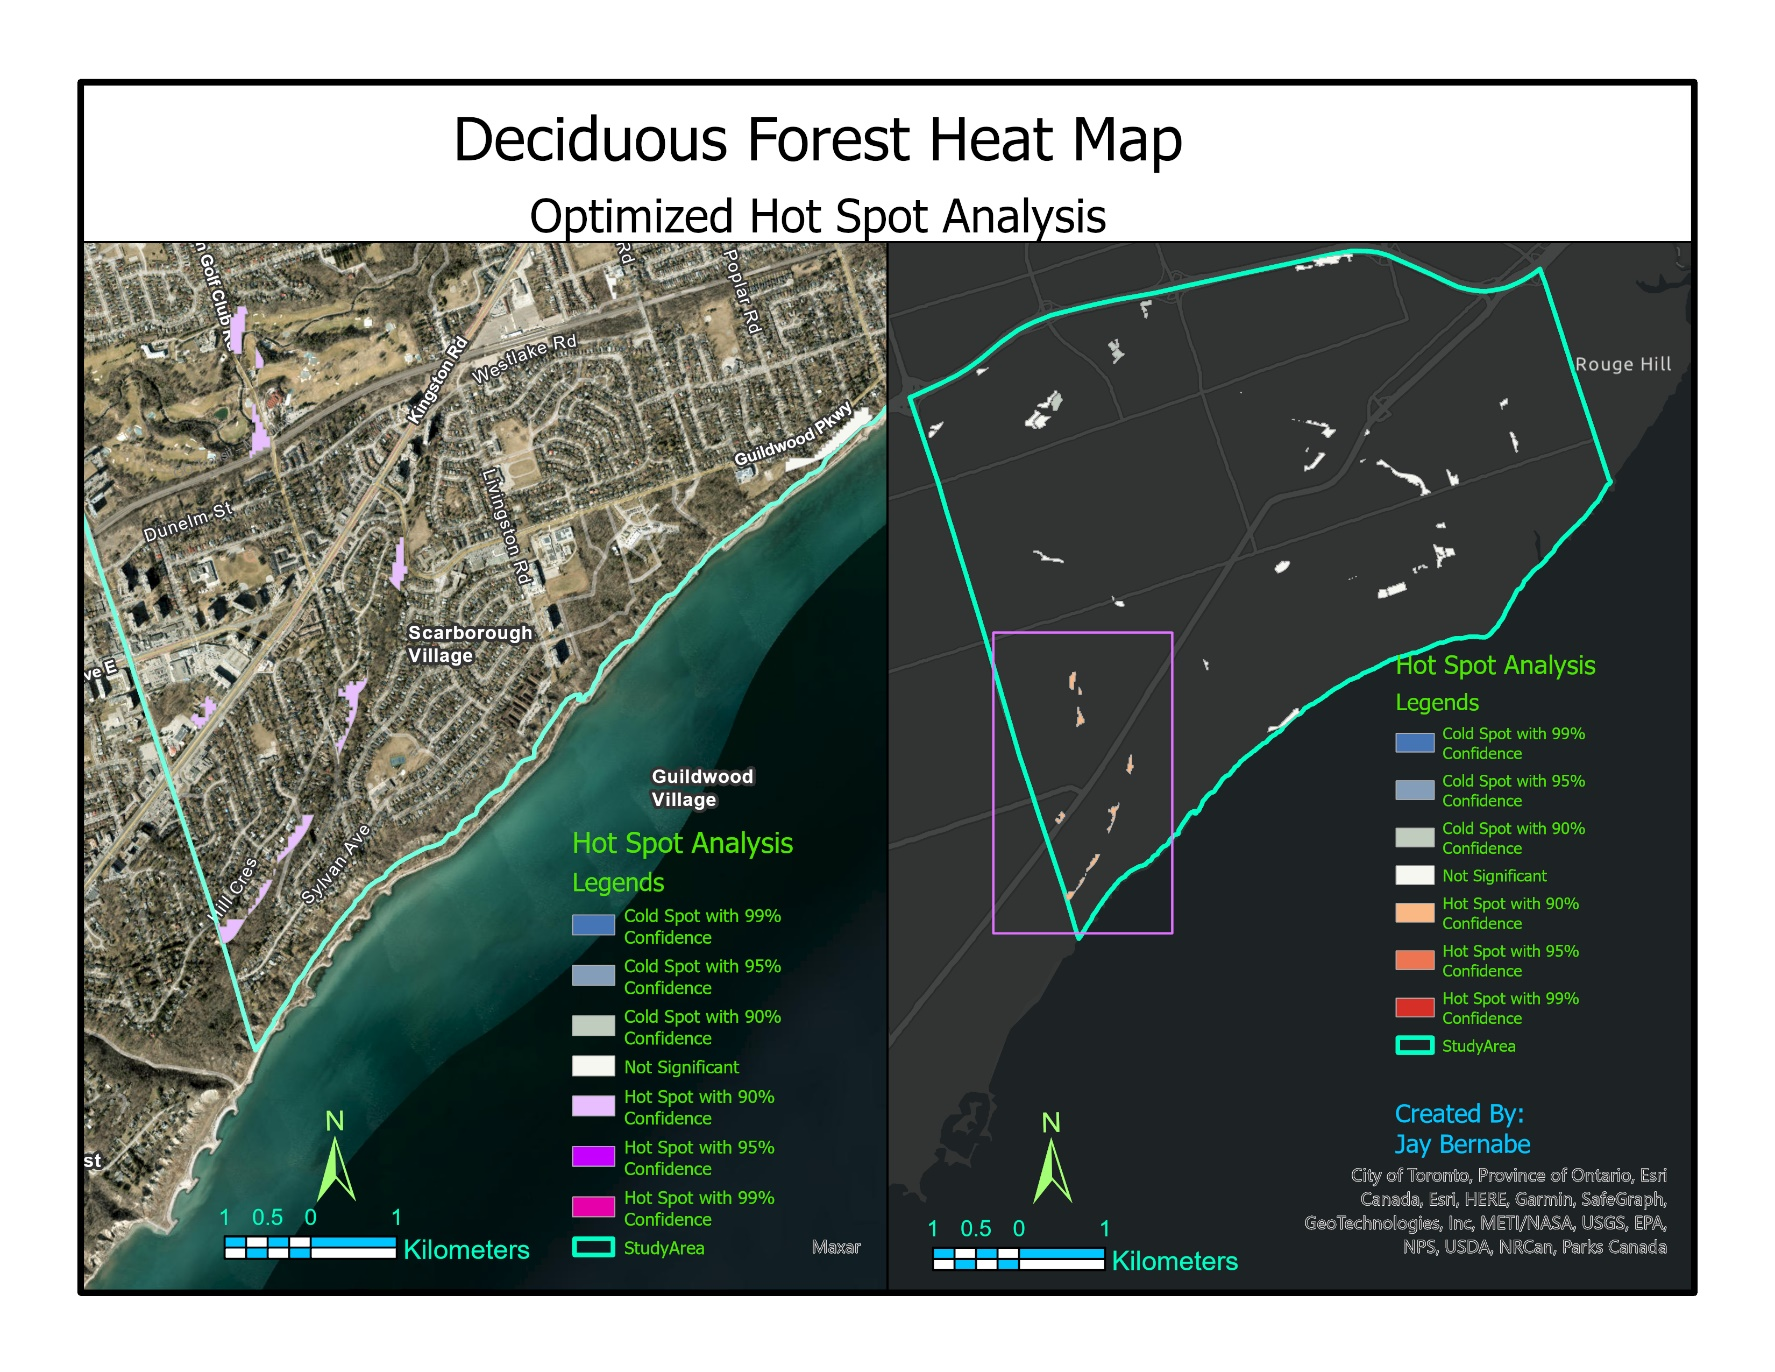 Deciduous Forest Heat Map
Optimized Hot Spot Analysis
n Golf Club R
Rd
Poplar Rd
Kingston Rd
Westlake Rd
Guildwood Pkwy
Livingston Rd
Dunelm St
Scarborough
Village
ve E
Guildwood
Village
Hill Cres
Sylvan Ave
st
Hot Spot Analysis
Legends
Cold Spot with 99%
Confidence
Cold Spot with 95%
Confidence
Cold Spot with 90%
Confidence
Not Significant
Hot Spot with 90%
Confidence
Hot Spot with 95%
Confidence
Hot Spot with 99%
Confidence
StudyArea
N
1 0.5 0 1
Kilometers
Maxar
Rouge Hill
Hot Spot Analysis
Legends
Cold Spot with 99%
Confidence
Cold Spot with 95%
Confidence
Cold Spot with 90%
Confidence
Not Significant
Hot Spot with 90%
Confidence
Hot Spot with 95%
Confidence
Hot Spot with 99%
Confidence
StudyArea
N
1 0.5 0 1
Kilometers
Created By:
Jay Bernabe
City of Toronto, Province of Ontario, Esri
Canada, Esri, HERE, Garmin, SafeGraph,
GeoTechnologies, Inc, METI/NASA, USGS, EPA,
NPS, USDA, NRCan, Parks Canada